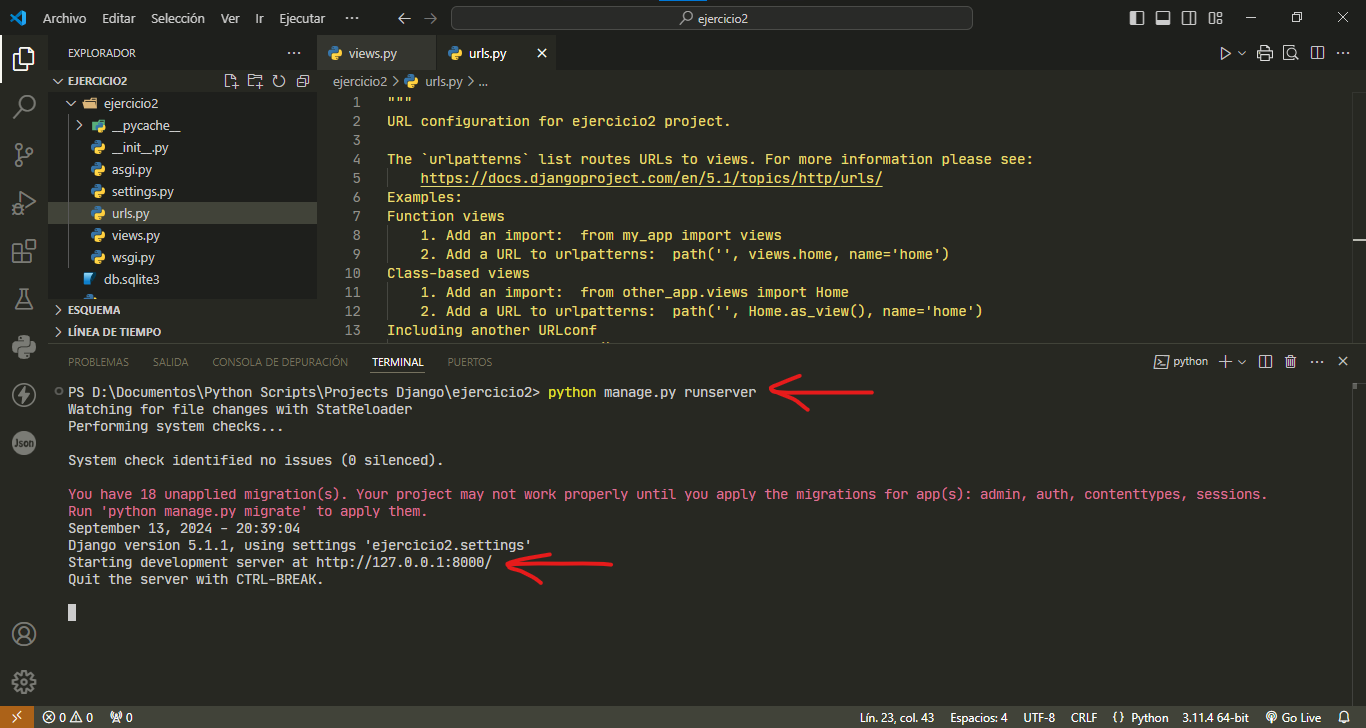 Archivo Editar Selección Ver Ir Ejecutar ···
ejercicio2
EXPLORADOR ···
EJERCICIO2
ejercicio2
__pycache__
__init__.py
asgi.py
settings.py
urls.py
views.py
wsgi.py
db.sqlite3
ESQUEMA
LÍNEA DE TIEMPO
views.py urls.py
ejercicio2 > urls.py > ...
1 """
2 URL configuration for ejercicio2 project.
3
4 The `urlpatterns` list routes URLs to views. For more information please see:
5 https://docs.djangoproject.com/en/5.1/topics/http/urls/
6 Examples:
7 Function views
8 1. Add an import:  from my_app import views
9 2. Add a URL to urlpatterns:  path('', views.home, name='home')
10 Class-based views
11 1. Add an import:  from other_app.views import Home
12 2. Add a URL to urlpatterns:  path('', Home.as_view(), name='home')
13 Including another URLconf
PROBLEMAS SALIDA CONSOLA DE DEPURACIÓN TERMINAL PUERTOS
python
PS D:\Documentos\Python Scripts\Projects Django\ejercicio2> python manage.py runserver
Watching for file changes with StatReloader
Performing system checks...
System check identified no issues (0 silenced).
You have 18 unapplied migration(s). Your project may not work properly until you apply the migrations for app(s): admin, auth, contenttypes, sessions.
Run 'python manage.py migrate' to apply them.
September 13, 2024 - 20:39:04
Django version 5.1.1, using settings 'ejercicio2.settings'
Starting development server at http://127.0.0.1:8000/
Quit the server with CTRL-BREAK.
Json
0 0 0 Lín. 23, col. 43 Espacios: 4 UTF-8 CRLF {} Python 3.11.4 64-bit Go Live